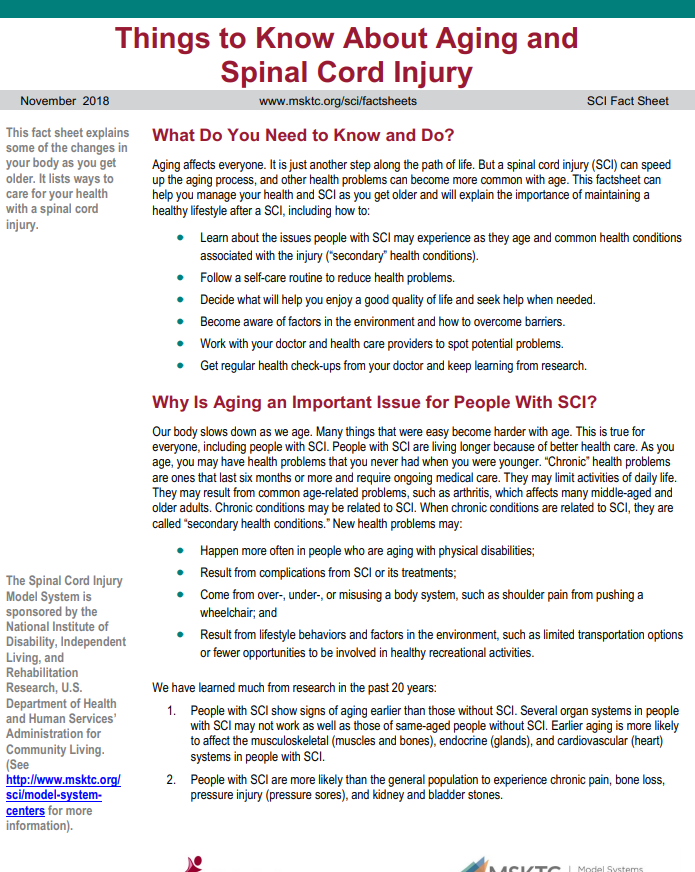 Things to Know About Aging and
Spinal Cord Injury
November 2018 www.msktc.org/sci/factsheets SCI Fact Sheet
This fact sheet explains
some of the changes in
your body as you get
older. It lists ways to
care for your health
with a spinal cord
injury.
What Do You Need to Know and Do?
Aging affects everyone. It is just another step along the path of life. But a spinal cord injury (SCI) can speed
up the aging process, and other health problems can become more common with age. This factsheet can
help you manage your health and SCI as you get older and will explain the importance of maintaining a
healthy lifestyle after a SCI, including how to:
• Learn about the issues people with SCI may experience as they age and common health conditions
associated with the injury (“secondary” health conditions).
• Follow a self-care routine to reduce health problems.
• Decide what will help you enjoy a good quality of life and seek help when needed.
• Become aware of factors in the environment and how to overcome barriers.
• Work with your doctor and health care providers to spot potential problems.
• Get regular health check-ups from your doctor and keep learning from research.
Why Is Aging an Important Issue for People With SCI?
Our body slows down as we age. Many things that were easy become harder with age. This is true for
everyone, including people with SCI. People with SCI are living longer because of better health care. As you
age, you may have health problems that you never had when you were younger. “Chronic” health problems
are ones that last six months or more and require ongoing medical care. They may limit activities of daily life.
They may result from common age-related problems, such as arthritis, which affects many middle-aged and
older adults. Chronic conditions may be related to SCI. When chronic conditions are related to SCI, they are
called “secondary health conditions.” New health problems may:
• Happen more often in people who are aging with physical disabilities;
• Result from complications from SCI or its treatments;
• Come from over-, under-, or misusing a body system, such as shoulder pain from pushing a
wheelchair; and
• Result from lifestyle behaviors and factors in the environment, such as limited transportation options
or fewer opportunities to be involved in healthy recreational activities.
The Spinal Cord Injury
Model System is
sponsored by the
National Institute of
Disability, Independent
Living, and
Rehabilitation
Research, U.S.
Department of Health
and Human Services’
Administration for
Community Living.
(See
http://www.msktc.org/
sci/model-system-
centers for more
information).
We have learned much from research in the past 20 years:
1. People with SCI show signs of aging earlier than those without SCI. Several organ systems in people
with SCI may not work as well as those of same-aged people without SCI. Earlier aging is more likely
to affect the musculoskeletal (muscles and bones), endocrine (glands), and cardiovascular (heart)
systems in people with SCI.
2. People with SCI are more likely than the general population to experience chronic pain, bone loss,
pressure injury (pressure sores), and kidney and bladder stones.
MSKTC | Model Systems